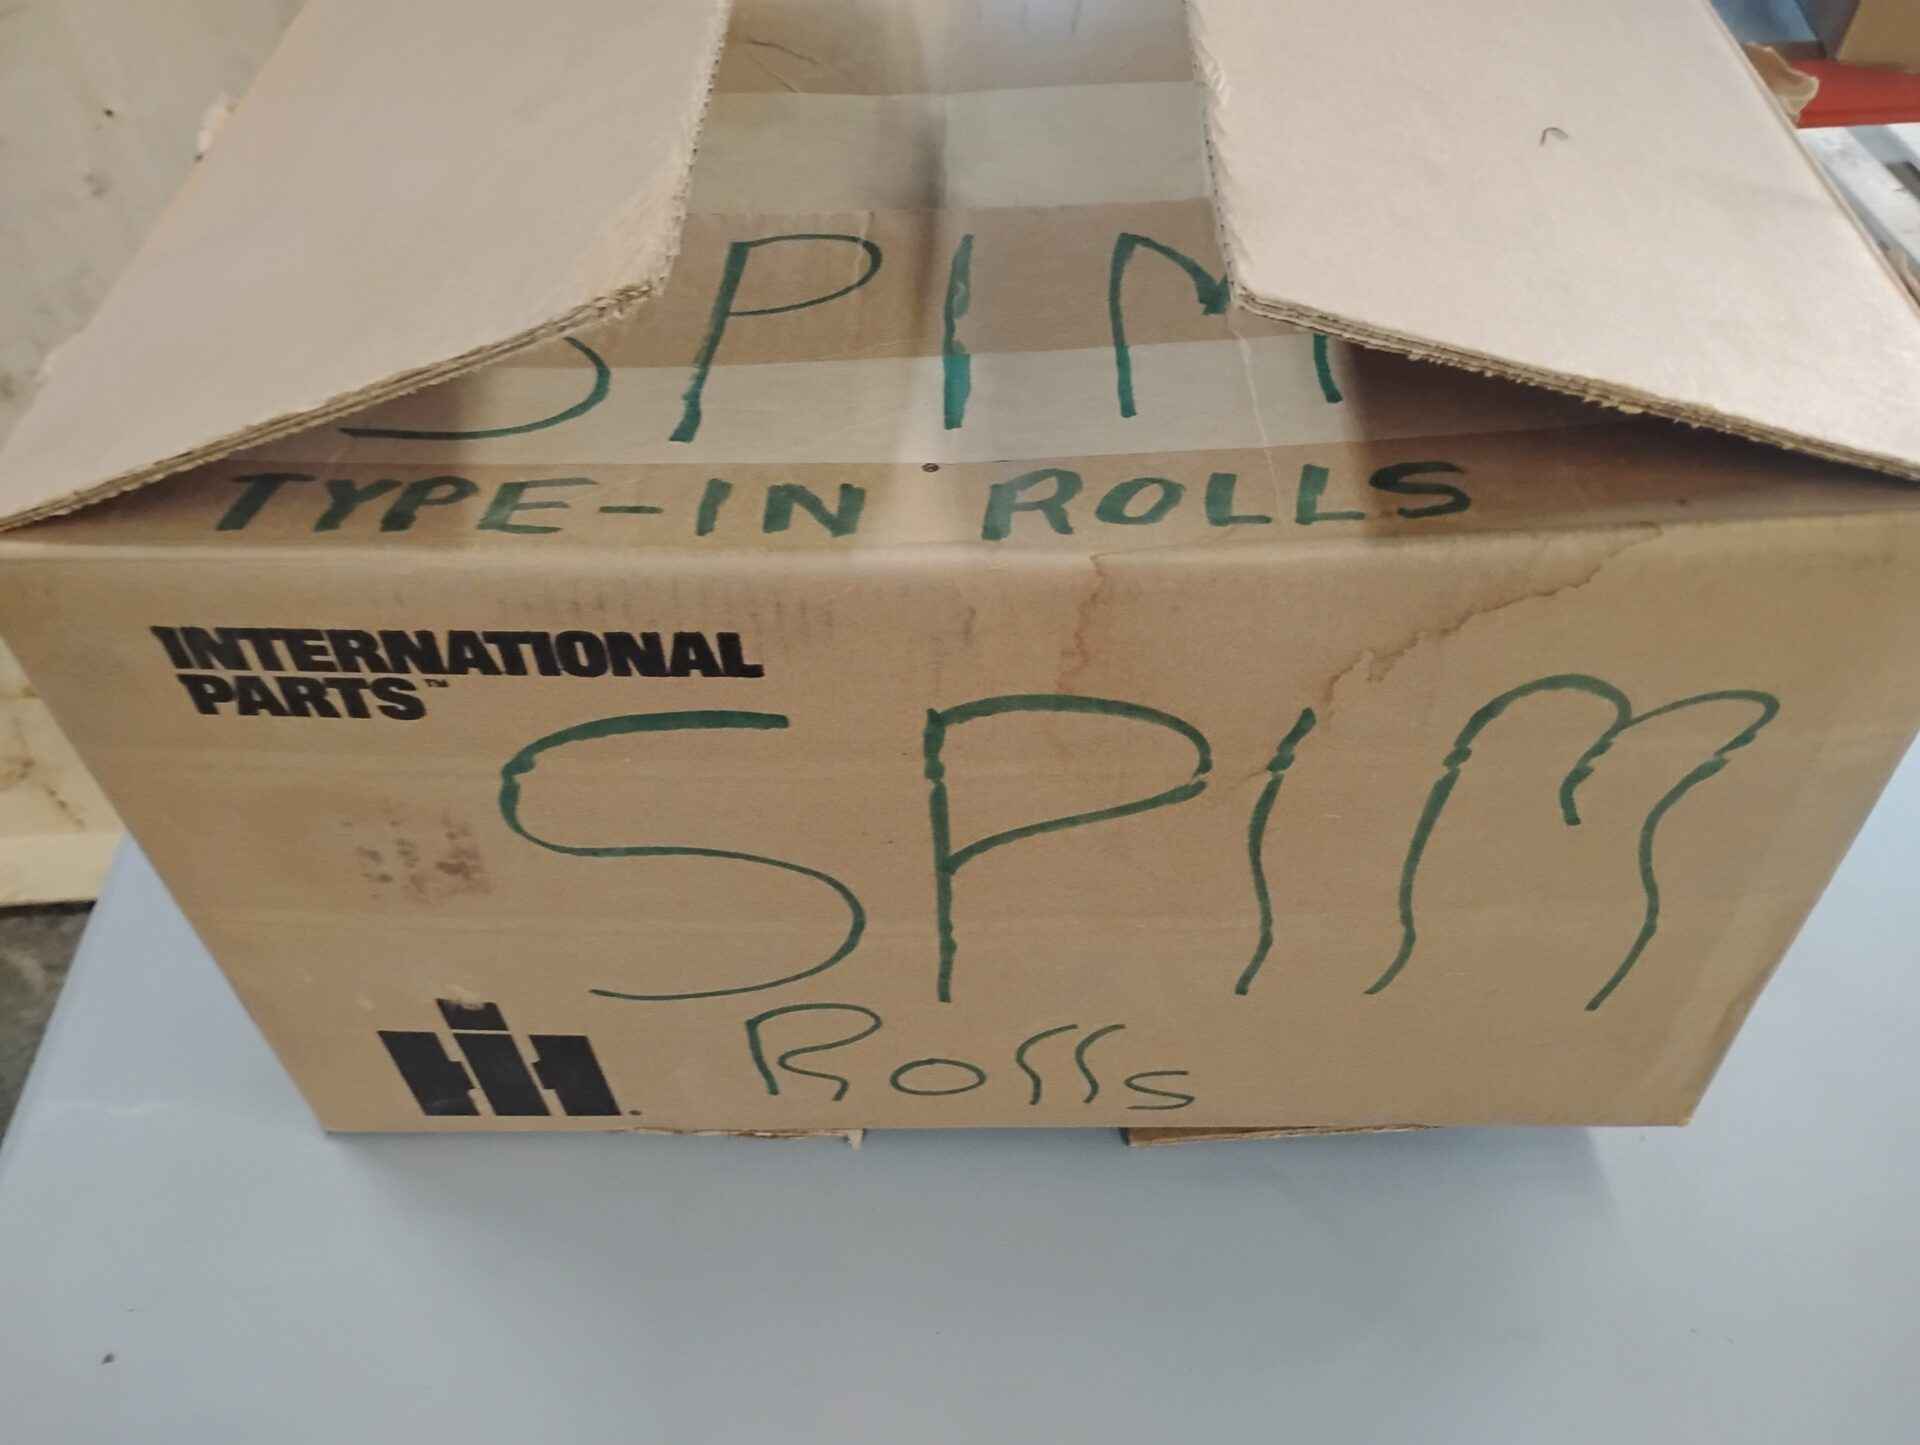 SPIM
TYPE-IN ROLLS
INTERNATIONAL
PARTS™
SPIM
Rolls